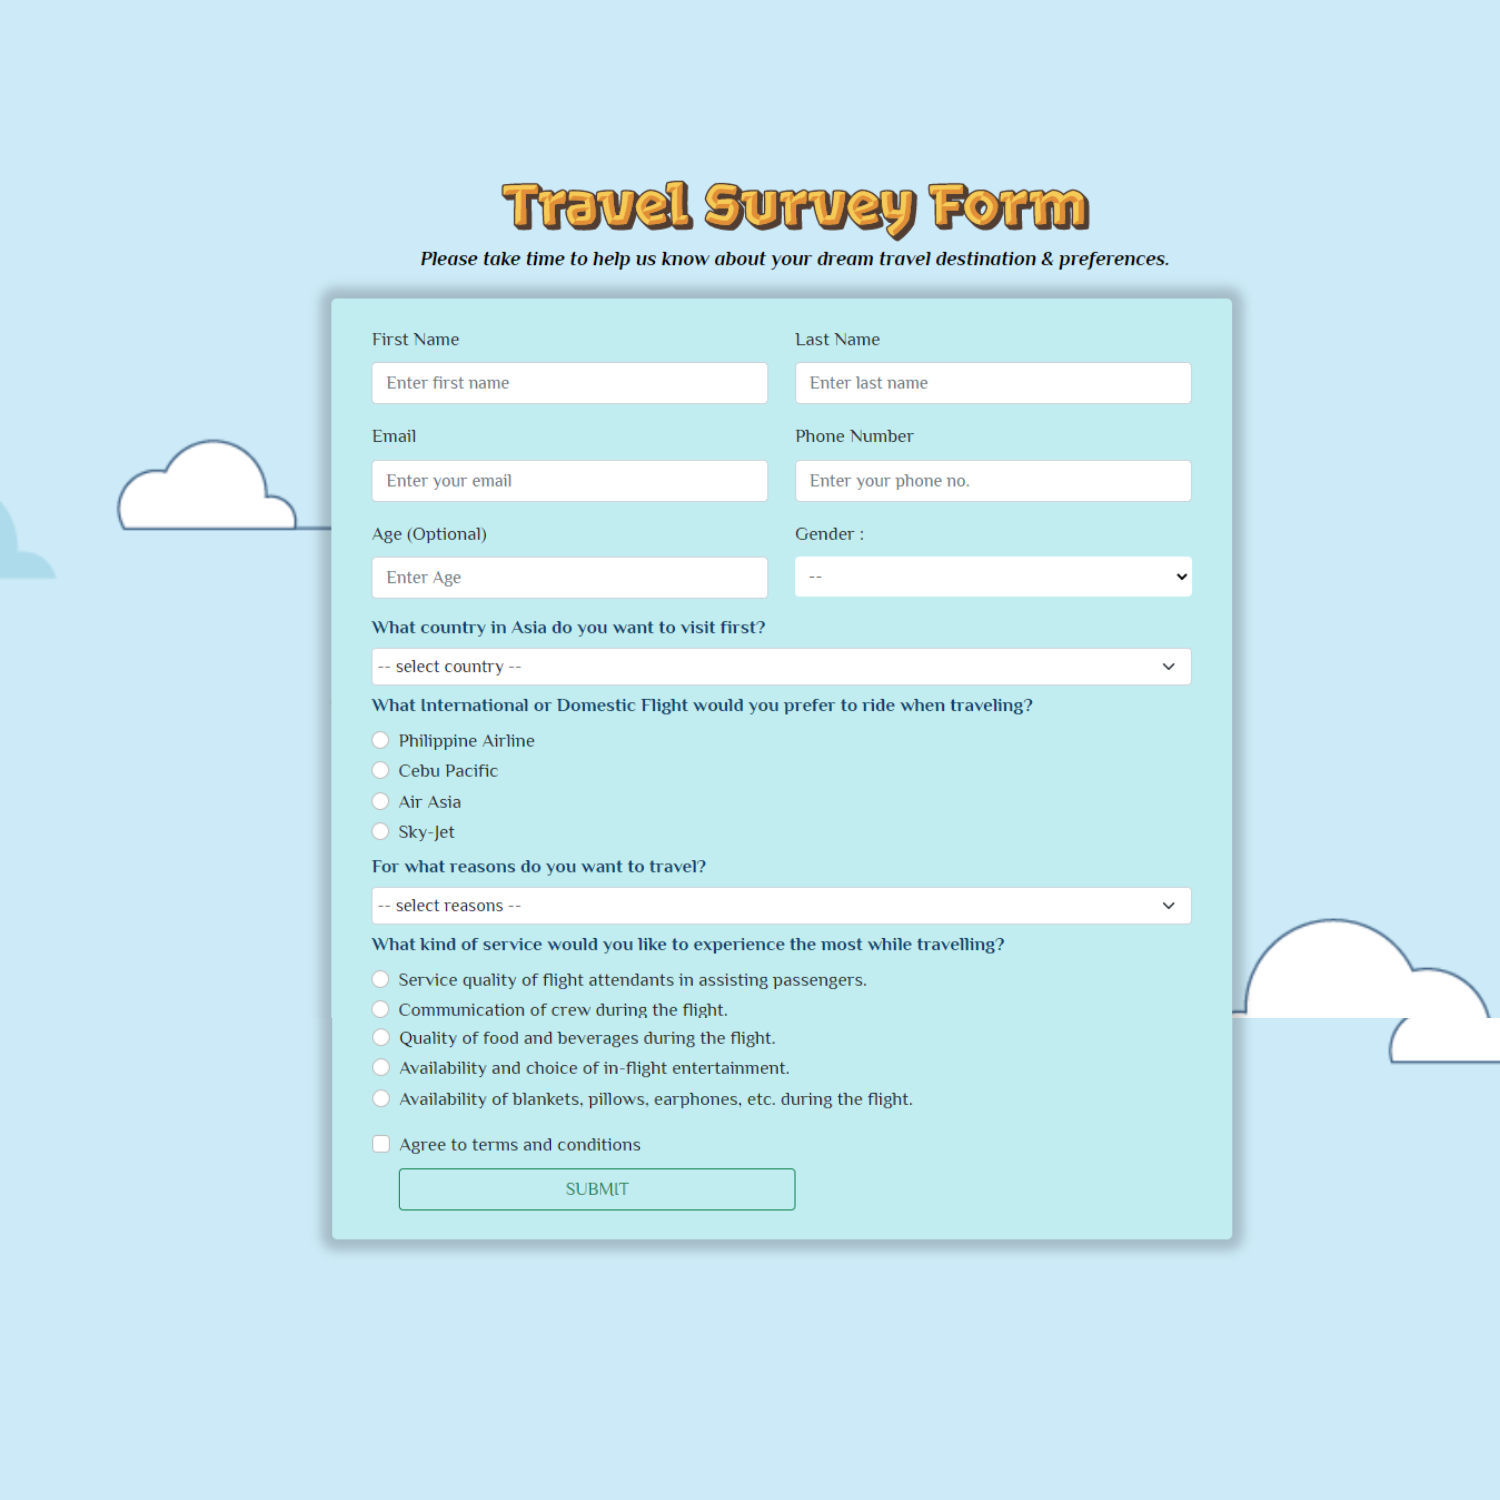 Travel Survey Form
Please take time to help us know about your dream travel destination & preferences.
First Name
Last Name
Enter first name
Enter last name
Email
Phone Number
Enter your email
Enter your phone no.
Age (Optional)
Gender :
Enter Age
--
What country in Asia do you want to visit first?
-- select country --
What International or Domestic Flight would you prefer to ride when traveling?
Philippine Airline
Cebu Pacific
Air Asia
Sky-Jet
For what reasons do you want to travel?
-- select reasons --
What kind of service would you like to experience the most while travelling?
Service quality of flight attendants in assisting passengers.
Communication of crew during the flight.
Quality of food and beverages during the flight.
Availability and choice of in-flight entertainment.
Availability of blankets, pillows, earphones, etc. during the flight.
Agree to terms and conditions
SUBMIT